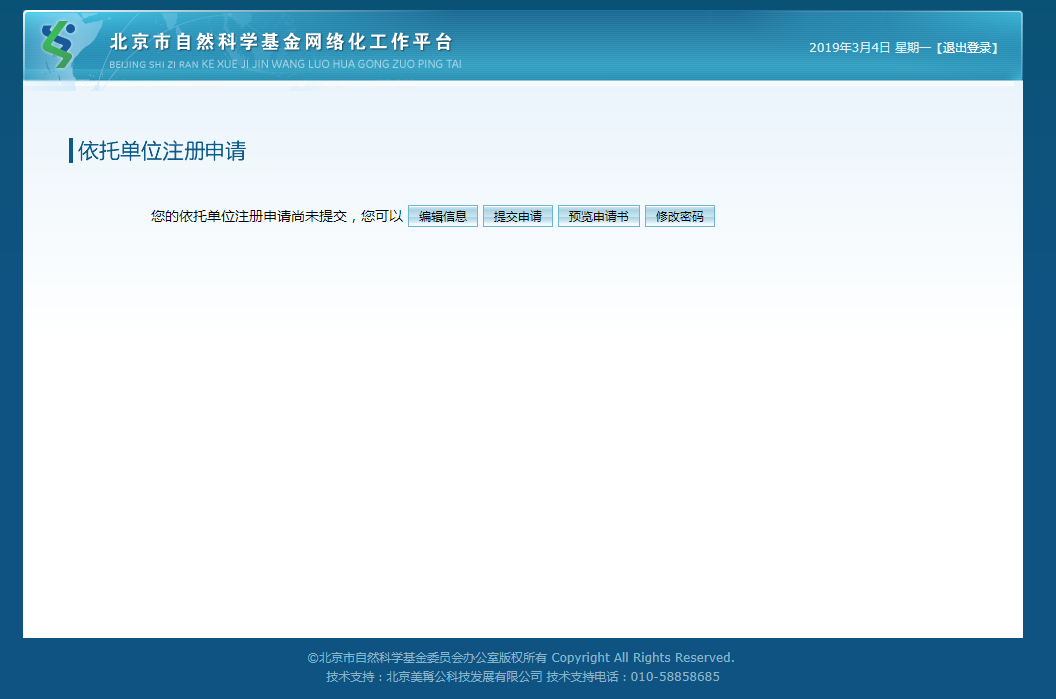 北京市自然科学基金网络化工作平台
BEIJING SHI ZI RAN KE XUE JI JIN WANG LUO HUA GONG ZUO PING TAI
2019年3月4日 星期一【退出登录】
依托单位注册申请
您的依托单位注册申请尚未提交，您可以 编辑信息 提交申请 预览申请书 修改密码
©北京市自然科学基金委员会办公室版权所有 Copyright All Rights Reserved.
技术支持：北京美髯公科技发展有限公司 技术支持电话：010-58858685